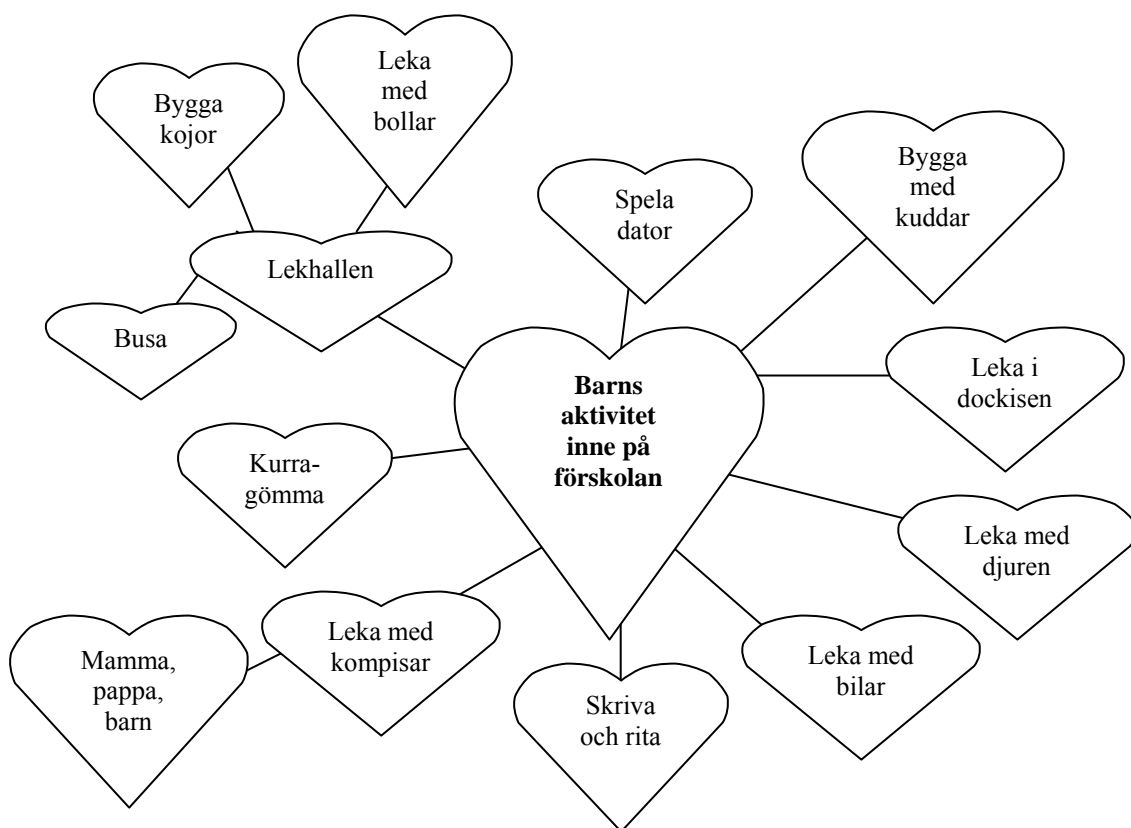 Leka
med
bollar
Bygga
kojor
Bygga
med
kuddar
Spela
dator
Lekhallen
Busa
Barns
aktivitet
inne på
förskolan
Leka i
dockisen
Kurra-
gömma
Leka med
djuren
Leka med
kompisar
Mamma,
pappa,
barn
Leka med
bilar
Skriva
och rita